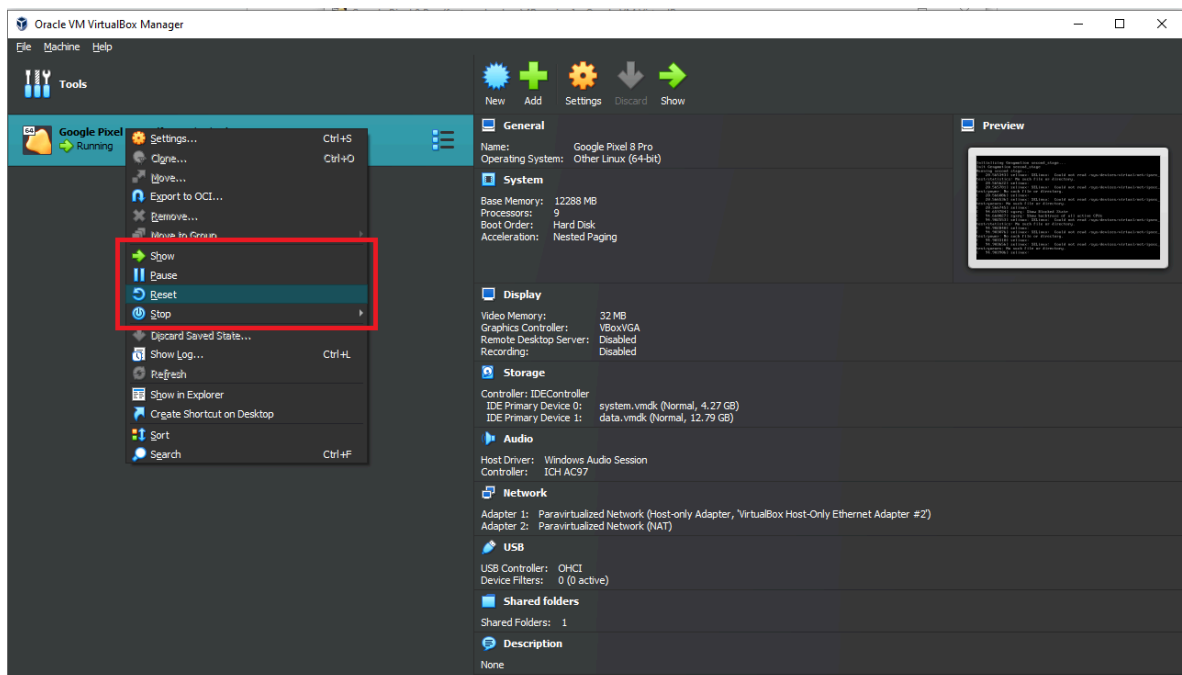 Oracle VM VirtualBox Manager
File Machine Help
Tools
New Add Settings Discard Show
64
Google Pixel
Running
Settings... Ctrl+S
Clone... Ctrl+O
Move...
Export to OCI...
Remove...
Move to Group
Show
Pause
Reset
Stop
Discard Saved State...
Show Log... Ctrl+L
Refresh
Show in Explorer
Create Shortcut on Desktop
Sort
Search Ctrl+F
General
Name: Google Pixel 8 Pro
Operating System: Other Linux (64-bit)
System
Base Memory: 12288 MB
Processors: 9
Boot Order: Hard Disk
Acceleration: Nested Paging
Preview
Display
Video Memory: 32 MB
Graphics Controller: VBoxVGA
Remote Desktop Server: Disabled
Recording: Disabled
Storage
Controller: IDEController
IDE Primary Device 0: system.vmdk (Normal, 4.27 GB)
IDE Primary Device 1: data.vmdk (Normal, 12.79 GB)
Audio
Host Driver: Windows Audio Session
Controller: ICH AC97
Network
Adapter 1: Paravirtualized Network (Host-only Adapter, 'VirtualBox Host-Only Ethernet Adapter #2')
Adapter 2: Paravirtualized Network (NAT)
USB
USB Controller: OHCI
Device Filters: 0 (0 active)
Shared folders
Shared Folders: 1
Description
None